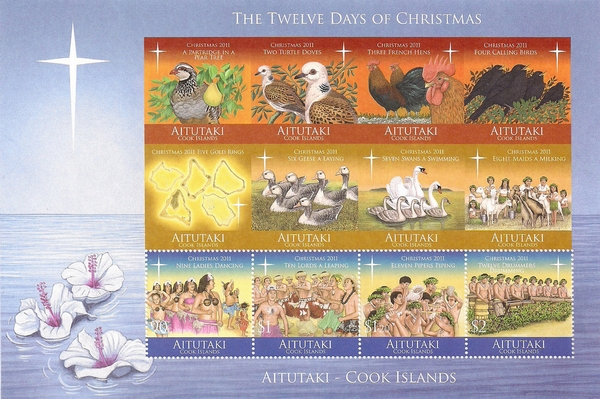 THE TWELVE DAYS OF CHRISTMAS
CHRISTMAS 2011
A PARTRIDGE IN A
PEAR TREE
AITUTAKI
COOK ISLANDS
CHRISTMAS 2011
TWO TURTLE DOVES
AITUTAKI
COOK ISLANDS
CHRISTMAS 2011
THREE FRENCH HENS
AITUTAKI
COOK ISLANDS
CHRISTMAS 2011
FOUR CALLING BIRDS
AITUTAKI
COOK ISLANDS
CHRISTMAS 2011 FIVE GOLD RINGS
AITUTAKI
COOK ISLANDS
CHRISTMAS 2011
SIX GEESE A LAYING
AITUTAKI
COOK ISLANDS
CHRISTMAS 2011
SEVEN SWANS A SWIMMING
AITUTAKI
COOK ISLANDS
CHRISTMAS 2011
EIGHT MAIDS A MILKING
AITUTAKI
COOK ISLANDS
CHRISTMAS 2011
NINE LADIES DANCING
AITUTAKI
COOK ISLANDS
CHRISTMAS 2011
TEN LORDS A LEAPING
$1
AITUTAKI
COOK ISLANDS
CHRISTMAS 2011
ELEVEN PIPERS PIPING
AITUTAKI
COOK ISLANDS
CHRISTMAS 2011
TWELVE DRUMMERS
$2
AITUTAKI
COOK ISLANDS
AITUTAKI - COOK ISLANDS